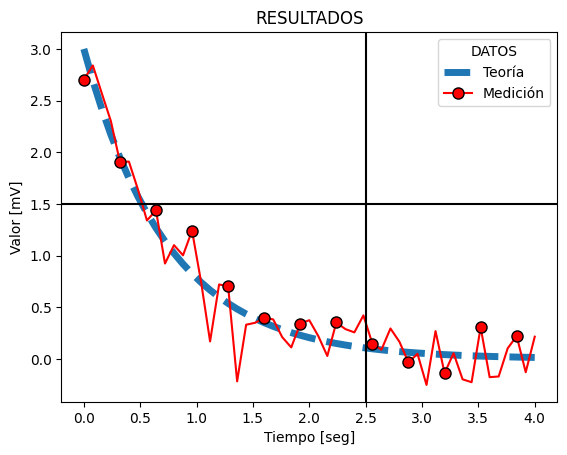 RESULTADOS
DATOS
Teoría
Medición
Valor [mV]
3.0
2.5
2.0
1.5
1.0
0.5
0.0
0.0 0.5 1.0 1.5 2.0 2.5 3.0 3.5 4.0
Tiempo [seg]